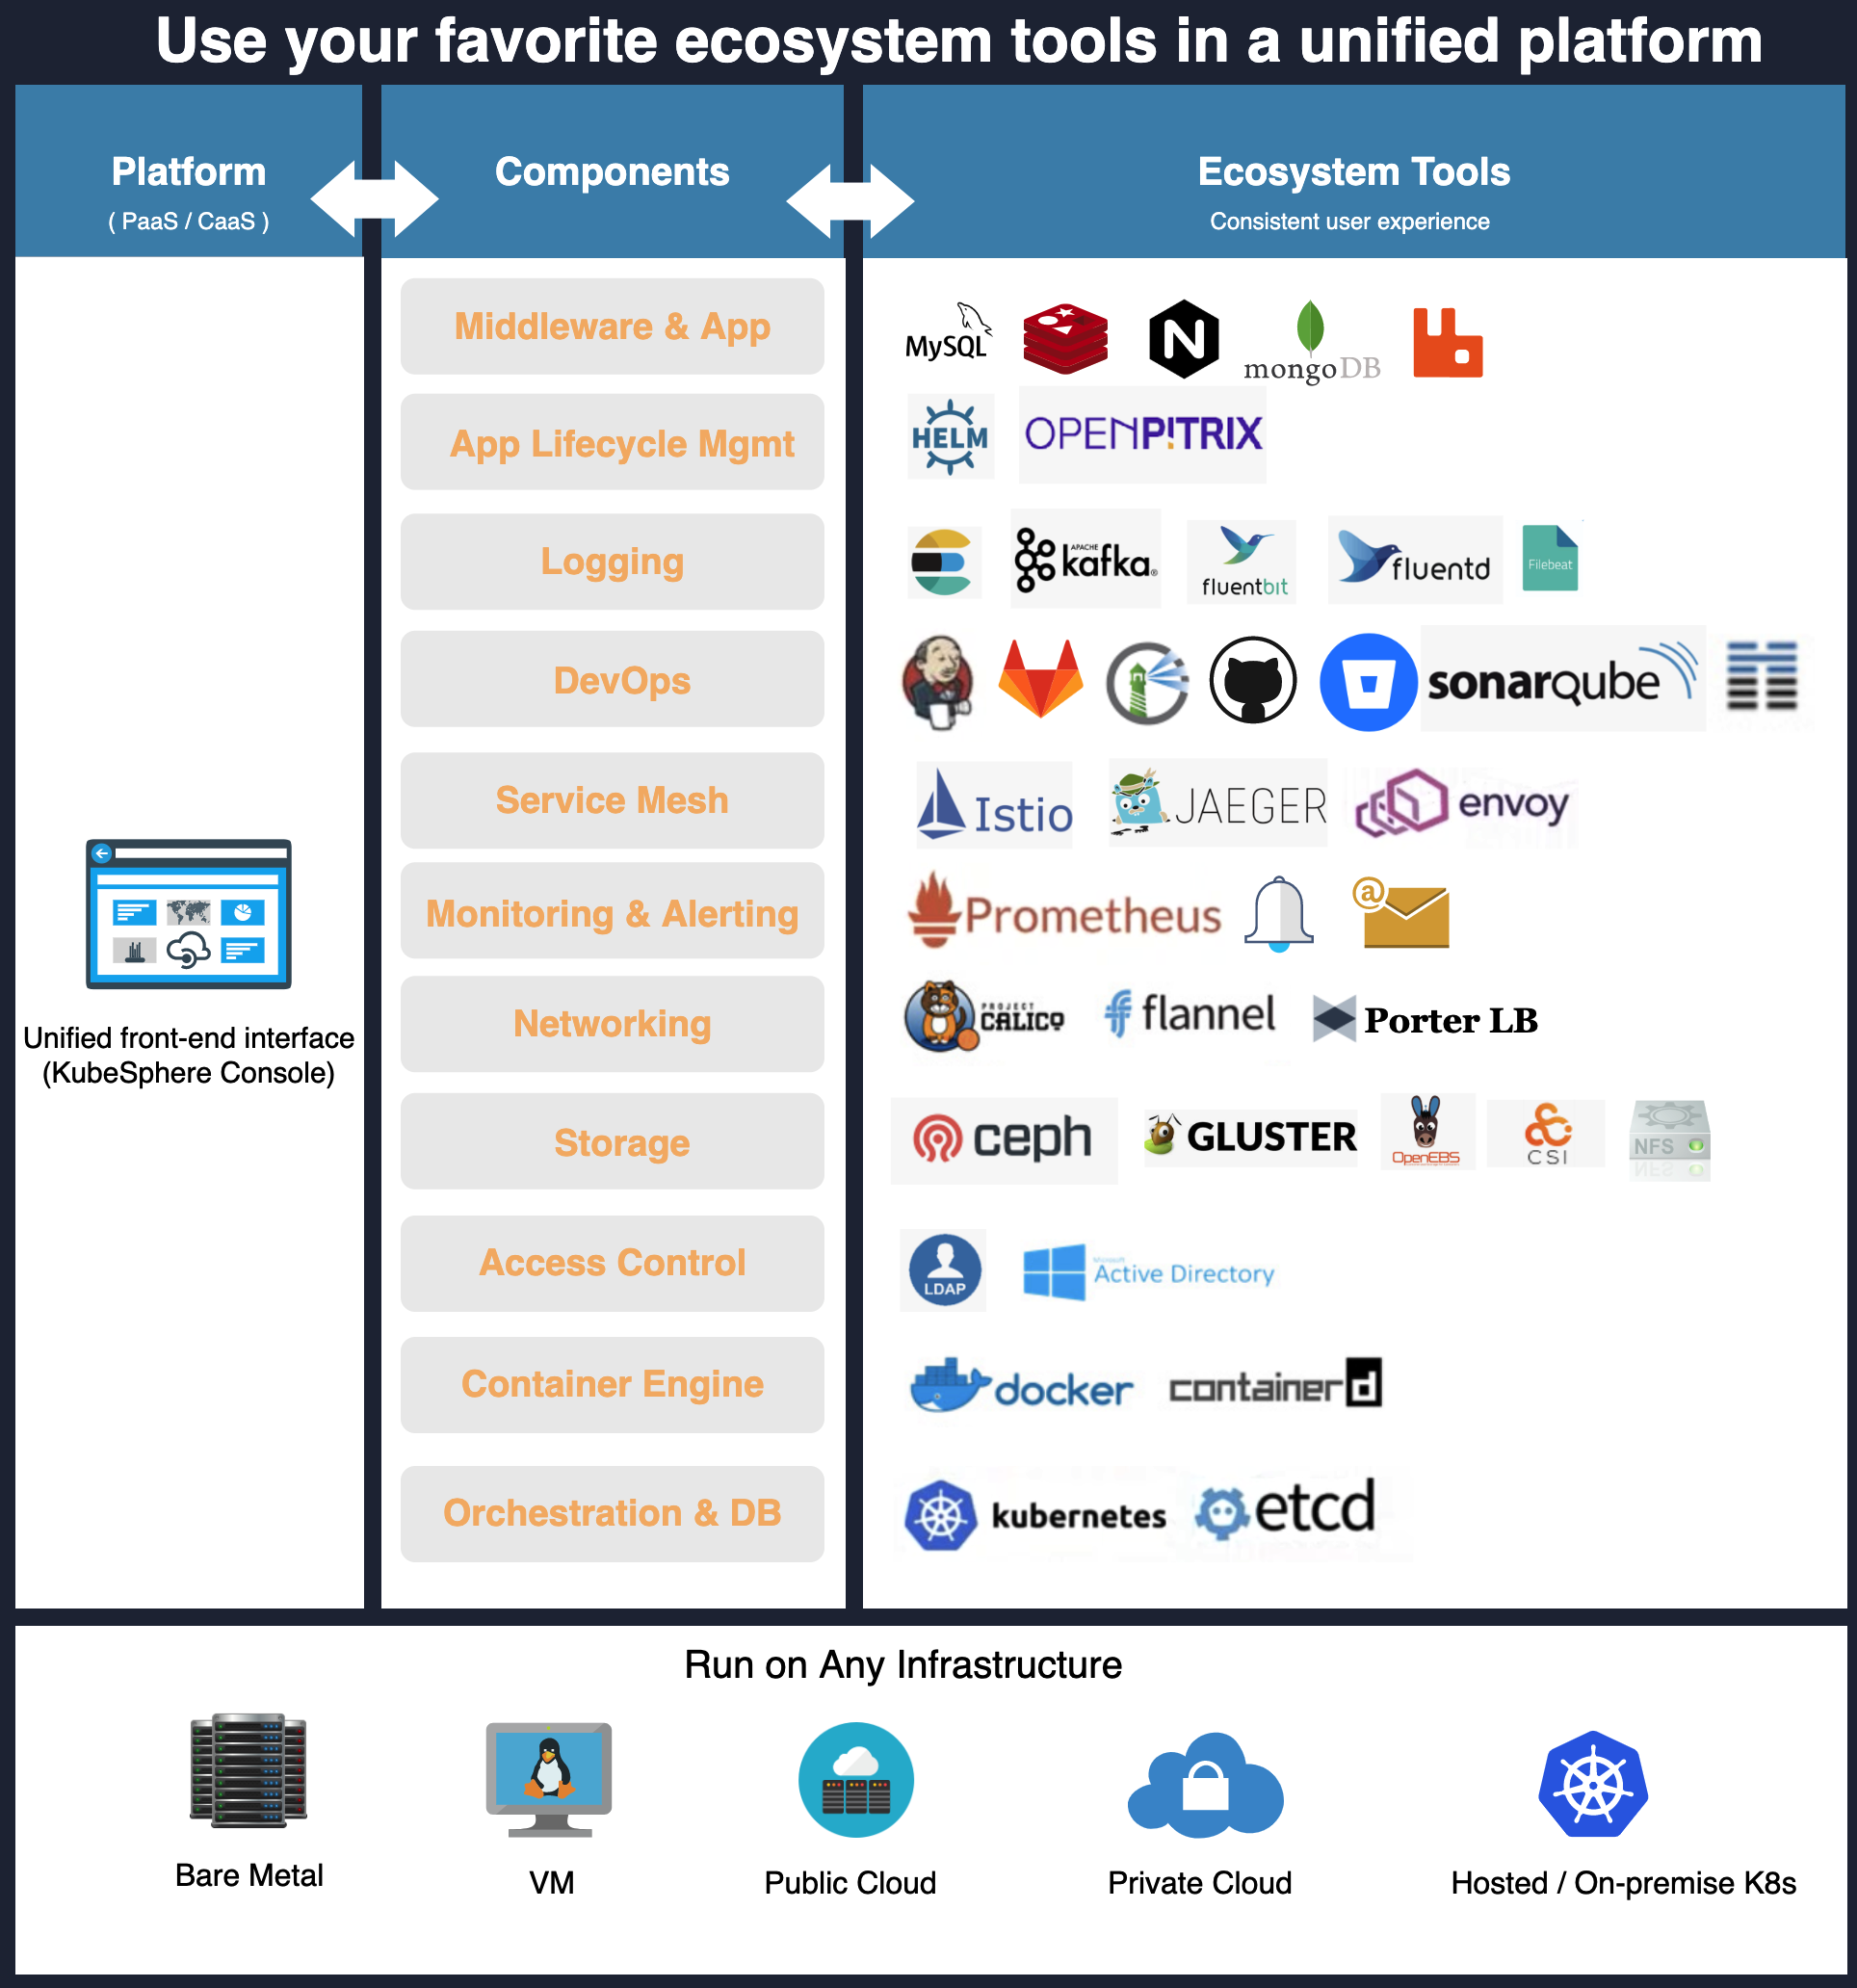 Use your favorite ecosystem tools in a unified platform
Platform
( PaaS / CaaS )
Components
Ecosystem Tools
Consistent user experience
Middleware & App
MySQL
N
mongoDB
App Lifecycle Mgmt
HELM
OPENP!TRIX
Logging
APACHE
kafka®
fluentbit
fluentd
Filebeat
DevOps
sonarqube
Service Mesh
Istio
JAEGER
envoy
Monitoring & Alerting
Prometheus
@
Networking
PROJECT
CALICO
flannel
Porter LB
Storage
ceph
GLUSTER
OpenEBS
CSI
NFS
Access Control
LDAP
Microsoft
Active Directory
Container Engine
docker
containerd
Orchestration & DB
kubernetes
etcd
Unified front-end interface
(KubeSphere Console)
Run on Any Infrastructure
Bare Metal
VM
Public Cloud
Private Cloud
Hosted / On-premise K8s